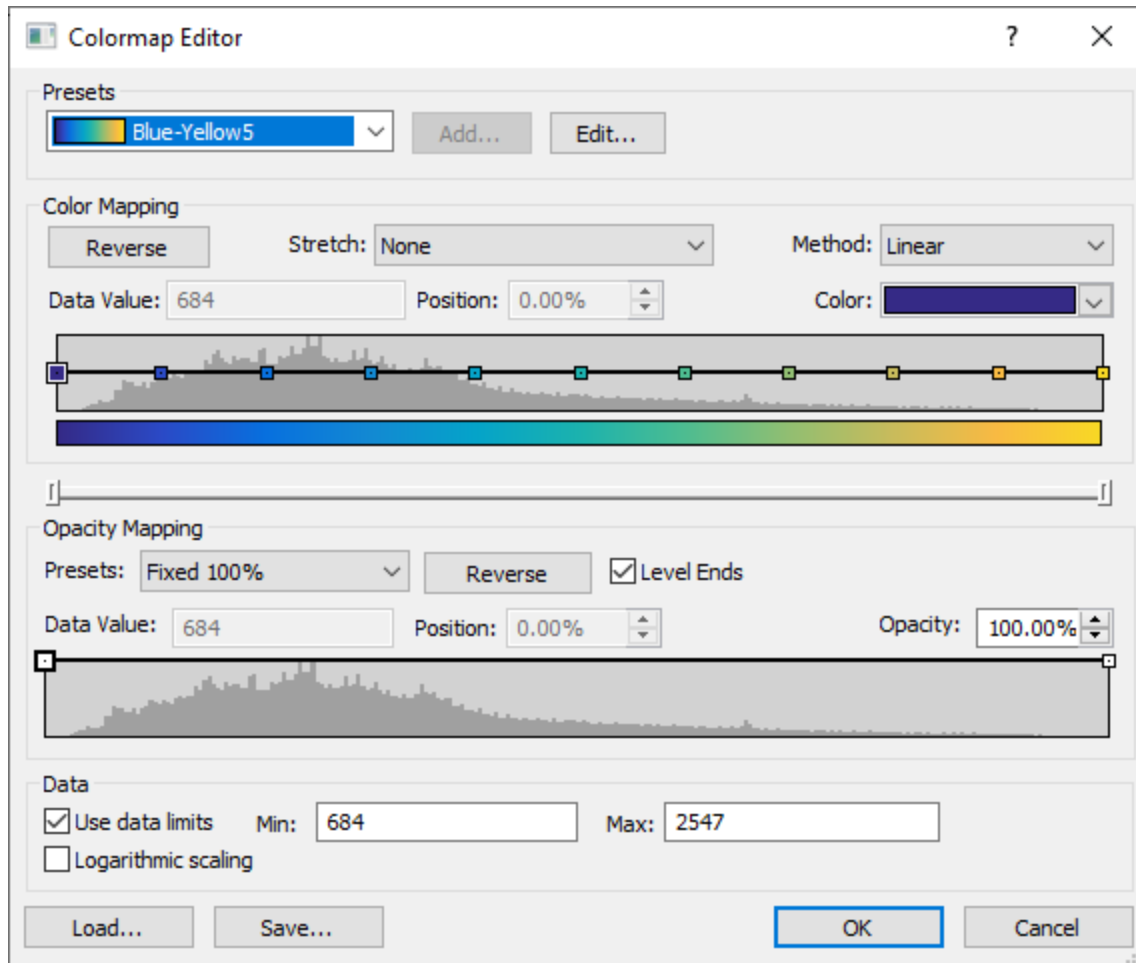 Colormap Editor ?
Presets
Blue-Yellow5 Add... Edit...
Color Mapping
Reverse Stretch: None Method: Linear
Data Value: 684 Position: 0.00% Color:
Opacity Mapping
Presets: Fixed 100% Reverse Level Ends
Data Value: 684 Position: 0.00% Opacity: 100.00%
Data
Use data limits Min: 684 Max: 2547
Logarithmic scaling
Load... Save... OK Cancel